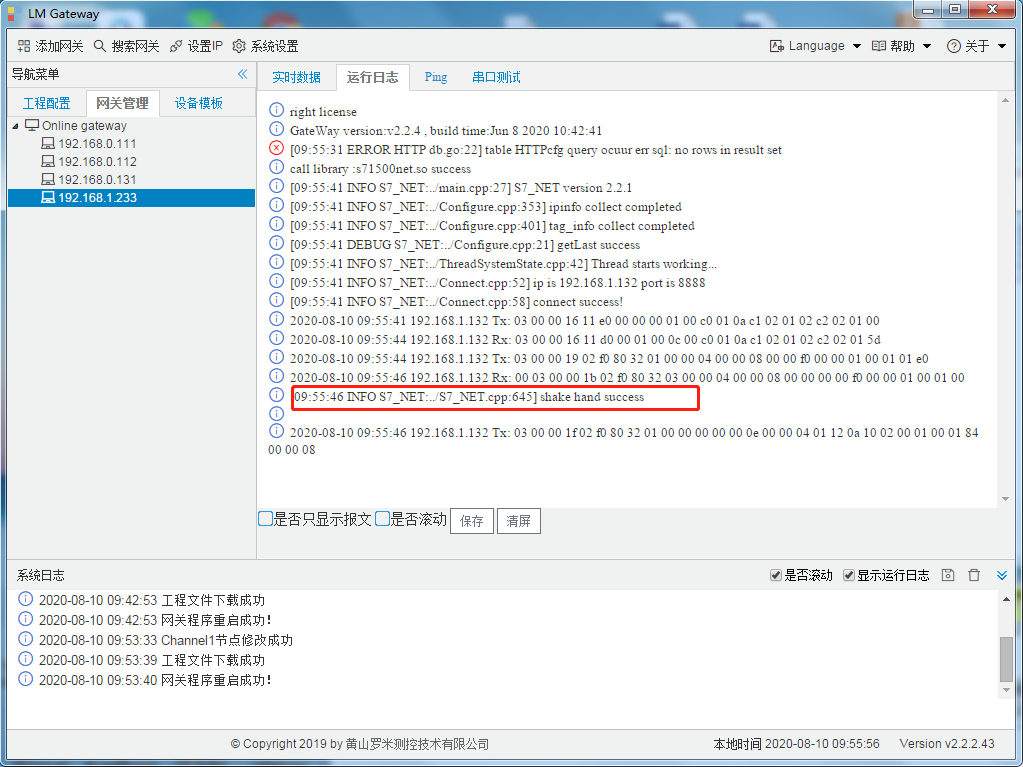 LM Gateway
添加网关 搜索网关 设置IP 系统设置 Language 帮助 关于
导航菜单
实时数据 运行日志 Ping 串口测试
工程配置 网关管理 设备模板
Online gateway
192.168.0.111
192.168.0.112
192.168.0.131
192.168.1.233
right license
GateWay version:v2.2.4 , build time:Jun 8 2020 10:42:41
[09:55:31 ERROR HTTP db.go:22] table HTTPcfg query ocuur err sql: no rows in result set
call library :s71500net.so success
[09:55:41 INFO S7_NET:../main.cpp:27] S7_NET version 2.2.1
[09:55:41 INFO S7_NET:../Configure.cpp:353] ipinfo collect completed
[09:55:41 INFO S7_NET:../Configure.cpp:401] tag_info collect completed
[09:55:41 DEBUG S7_NET:../Configure.cpp:21] getLast success
[09:55:41 INFO S7_NET:../ThreadSystemState.cpp:42] Thread starts working...
[09:55:41 INFO S7_NET:../Connect.cpp:52] ip is 192.168.1.132 port is 8888
[09:55:41 INFO S7_NET:../Connect.cpp:58] connect success!
2020-08-10 09:55:41 192.168.1.132 Tx: 03 00 00 16 11 e0 00 00 00 01 00 c0 01 0a c1 02 01 02 c2 02 01 00
2020-08-10 09:55:44 192.168.1.132 Rx: 03 00 00 16 11 d0 00 01 00 0c 00 c0 01 0a c1 02 01 02 c2 02 01 5d
2020-08-10 09:55:44 192.168.1.132 Tx: 03 00 00 19 02 f0 80 32 01 00 00 04 00 00 08 00 00 f0 00 00 01 00 01 01 e0
2020-08-10 09:55:46 192.168.1.132 Rx: 00 03 00 00 1b 02 f0 80 32 03 00 00 04 00 00 08 00 00 00 00 f0 00 00 01 00 01 00
09:55:46 INFO S7_NET:../S7_NET.cpp:645] shake hand success
2020-08-10 09:55:46 192.168.1.132 Tx: 03 00 00 1f 02 f0 80 32 01 00 00 00 00 00 0e 00 00 04 01 12 0a 10 02 00 01 00 01 84
00 00 08
是否只显示报文 是否滚动 保存 清屏
系统日志 是否滚动 显示运行日志
2020-08-10 09:42:53 工程文件下载成功
2020-08-10 09:42:53 网关程序重启成功!
2020-08-10 09:53:33 Channel1节点修改成功
2020-08-10 09:53:39 工程文件下载成功
2020-08-10 09:53:40 网关程序重启成功!
© Copyright 2019 by 黄山罗米测控技术有限公司 本地时间 2020-08-10 09:55:56 Version v2.2.2.43